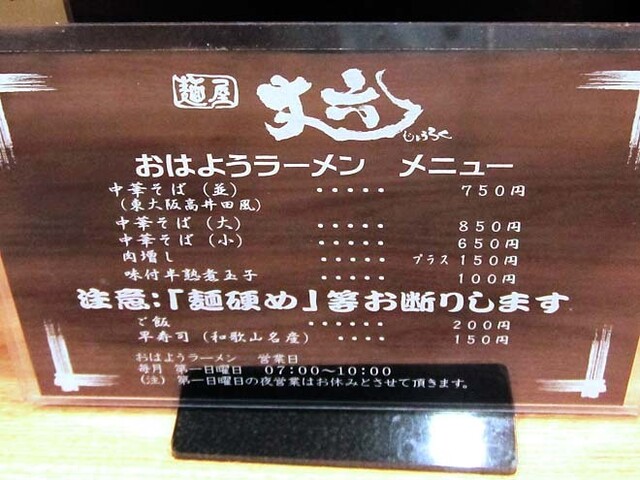 麺屋 丈六
じょうろく
おはようラーメン メニュー
中華そば（並） ・・・・・ 750円
（東大阪高井田風）
中華そば（大） ・・・・・ 850円
中華そば（小） ・・・・・ 650円
肉増し ・・・・・ プラス150円
味付半熟煮玉子 ・・・・・ 100円
注意：「麺硬め」等お断りします
ご飯 ・・・・・・ 200円
早寿司（和歌山名産） ・・・・ 150円
おはようラーメン 営業日
毎月 第一日曜日 07:00〜10:00
（注） 第一日曜日の夜営業はお休みとさせて頂きます。